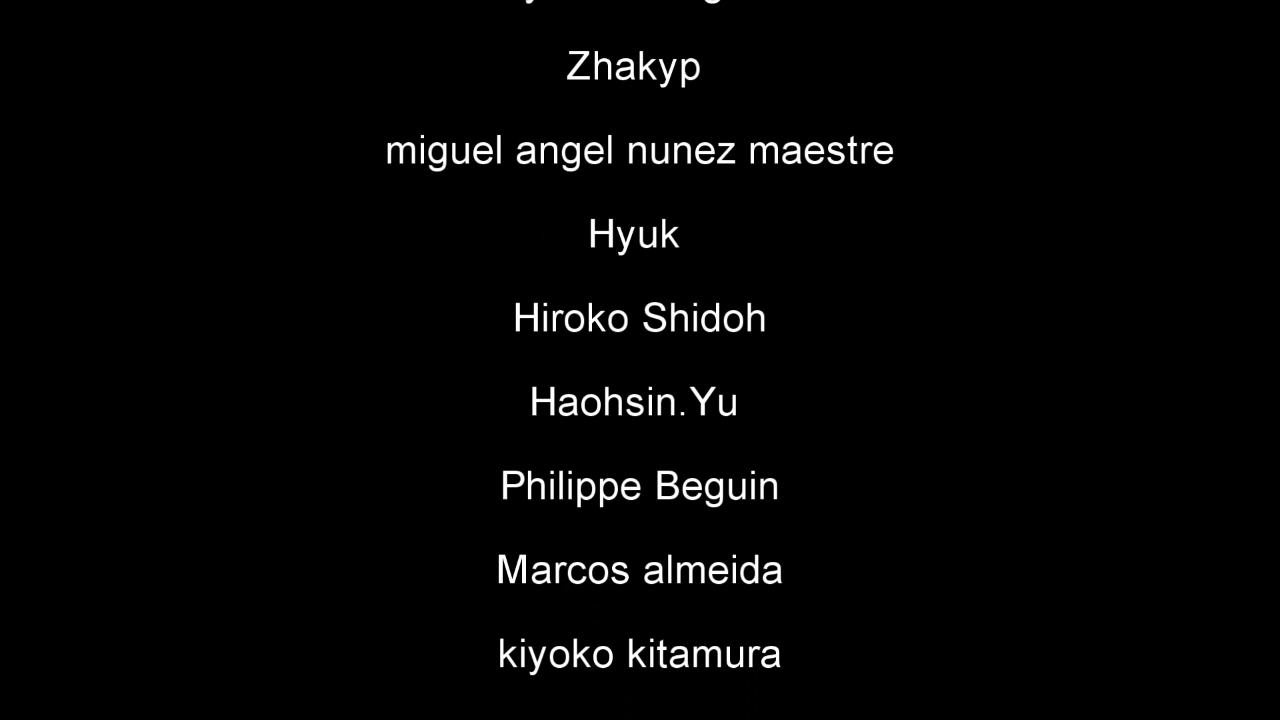 Zhakyp
miguel angel nunez maestre
Hyuk
Hiroko Shidoh
Haohsin.Yu
Philippe Beguin
Marcos almeida
kiyoko kitamura